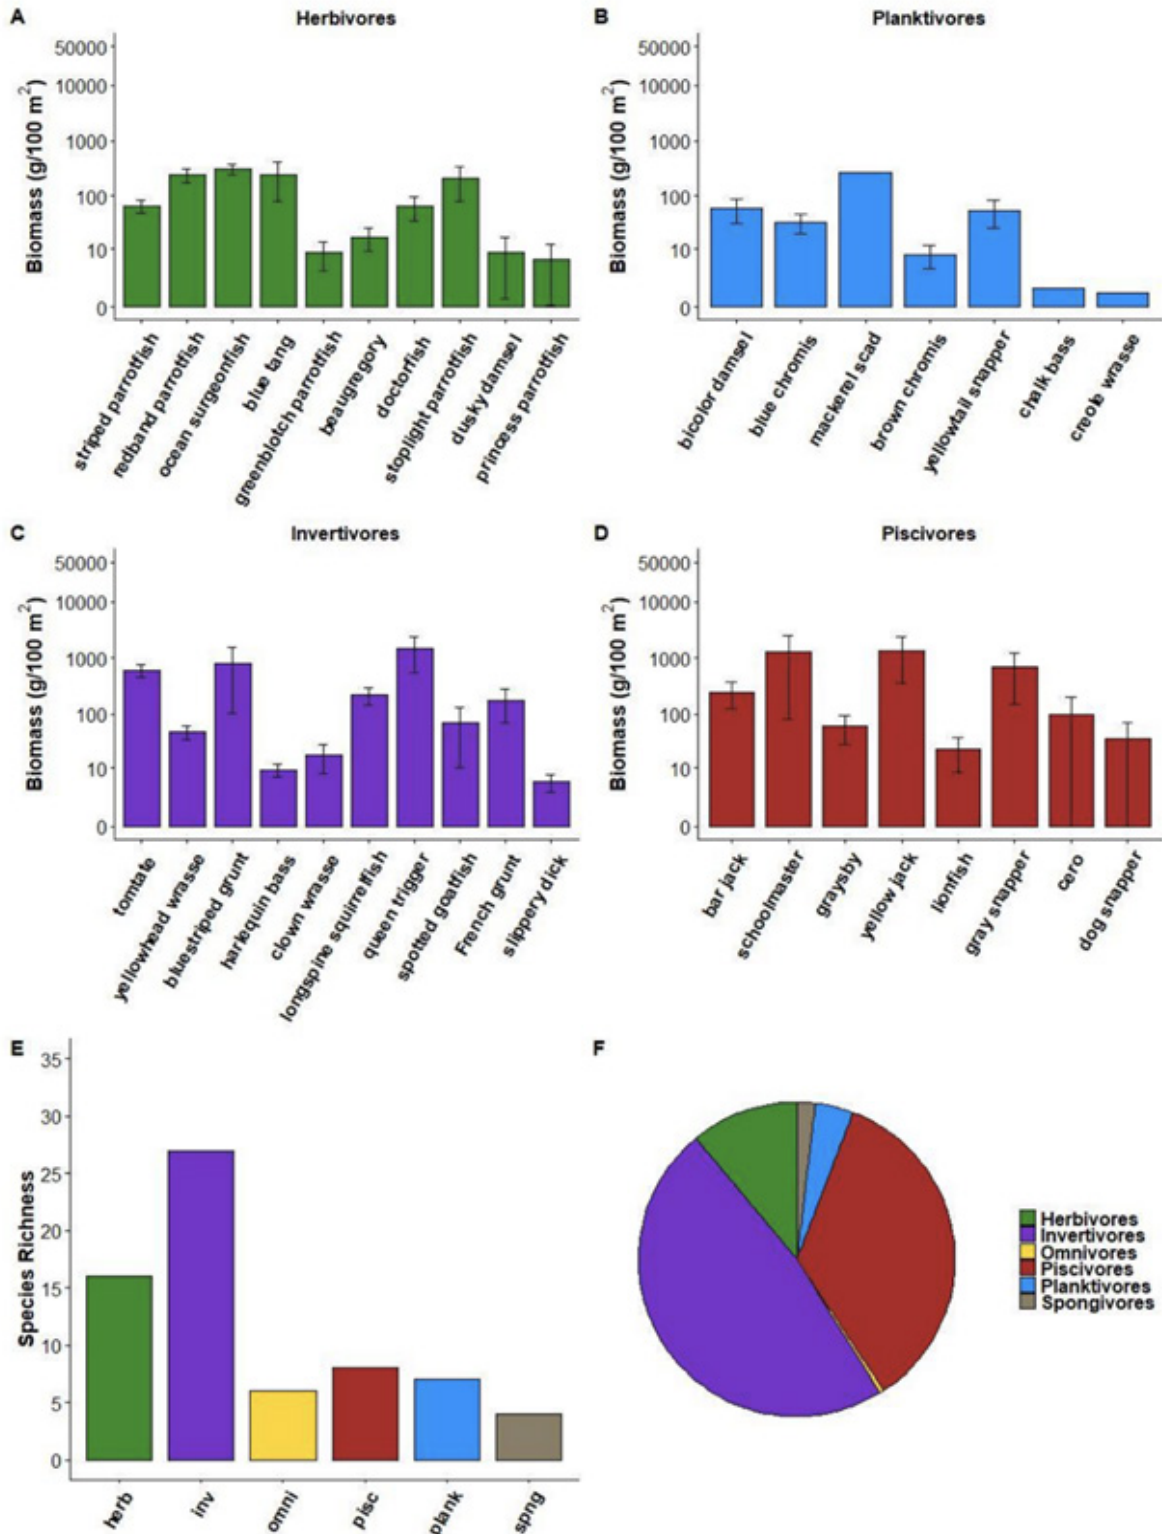 A
Herbivores
Biomass (g/100 m²)
50000
10000
1000
100
10
0
striped parrotfish
redband parrotfish
ocean surgeonfish
blue tang
greenblotch parrotfish
beaugregory
doctorfish
stoplight parrotfish
dusky damsel
princess parrotfish
B
Planktivores
Biomass (g/100 m²)
50000
10000
1000
100
10
0
bicolor damsel
blue chromis
mackerel scad
brown chromis
yellowtail snapper
chalk bass
creole wrasse
C
Invertivores
Biomass (g/100 m²)
50000
10000
1000
100
10
0
tomtate
yellowhead wrasse
bluestriped grunt
harlequin bass
clown wrasse
longspine squirrelfish
queen trigger
spotted goatfish
French grunt
slippery dick
D
Piscivores
Biomass (g/100 m²)
50000
10000
1000
100
10
0
bar jack
schoolmaster
graysby
yellow jack
lionfish
gray snapper
cero
dog snapper
E
Species Richness
35
30
25
20
15
10
5
0
herb
inv
omni
pisc
plank
spng
F
Herbivores
Invertivores
Omnivores
Piscivores
Planktivores
Spongivores